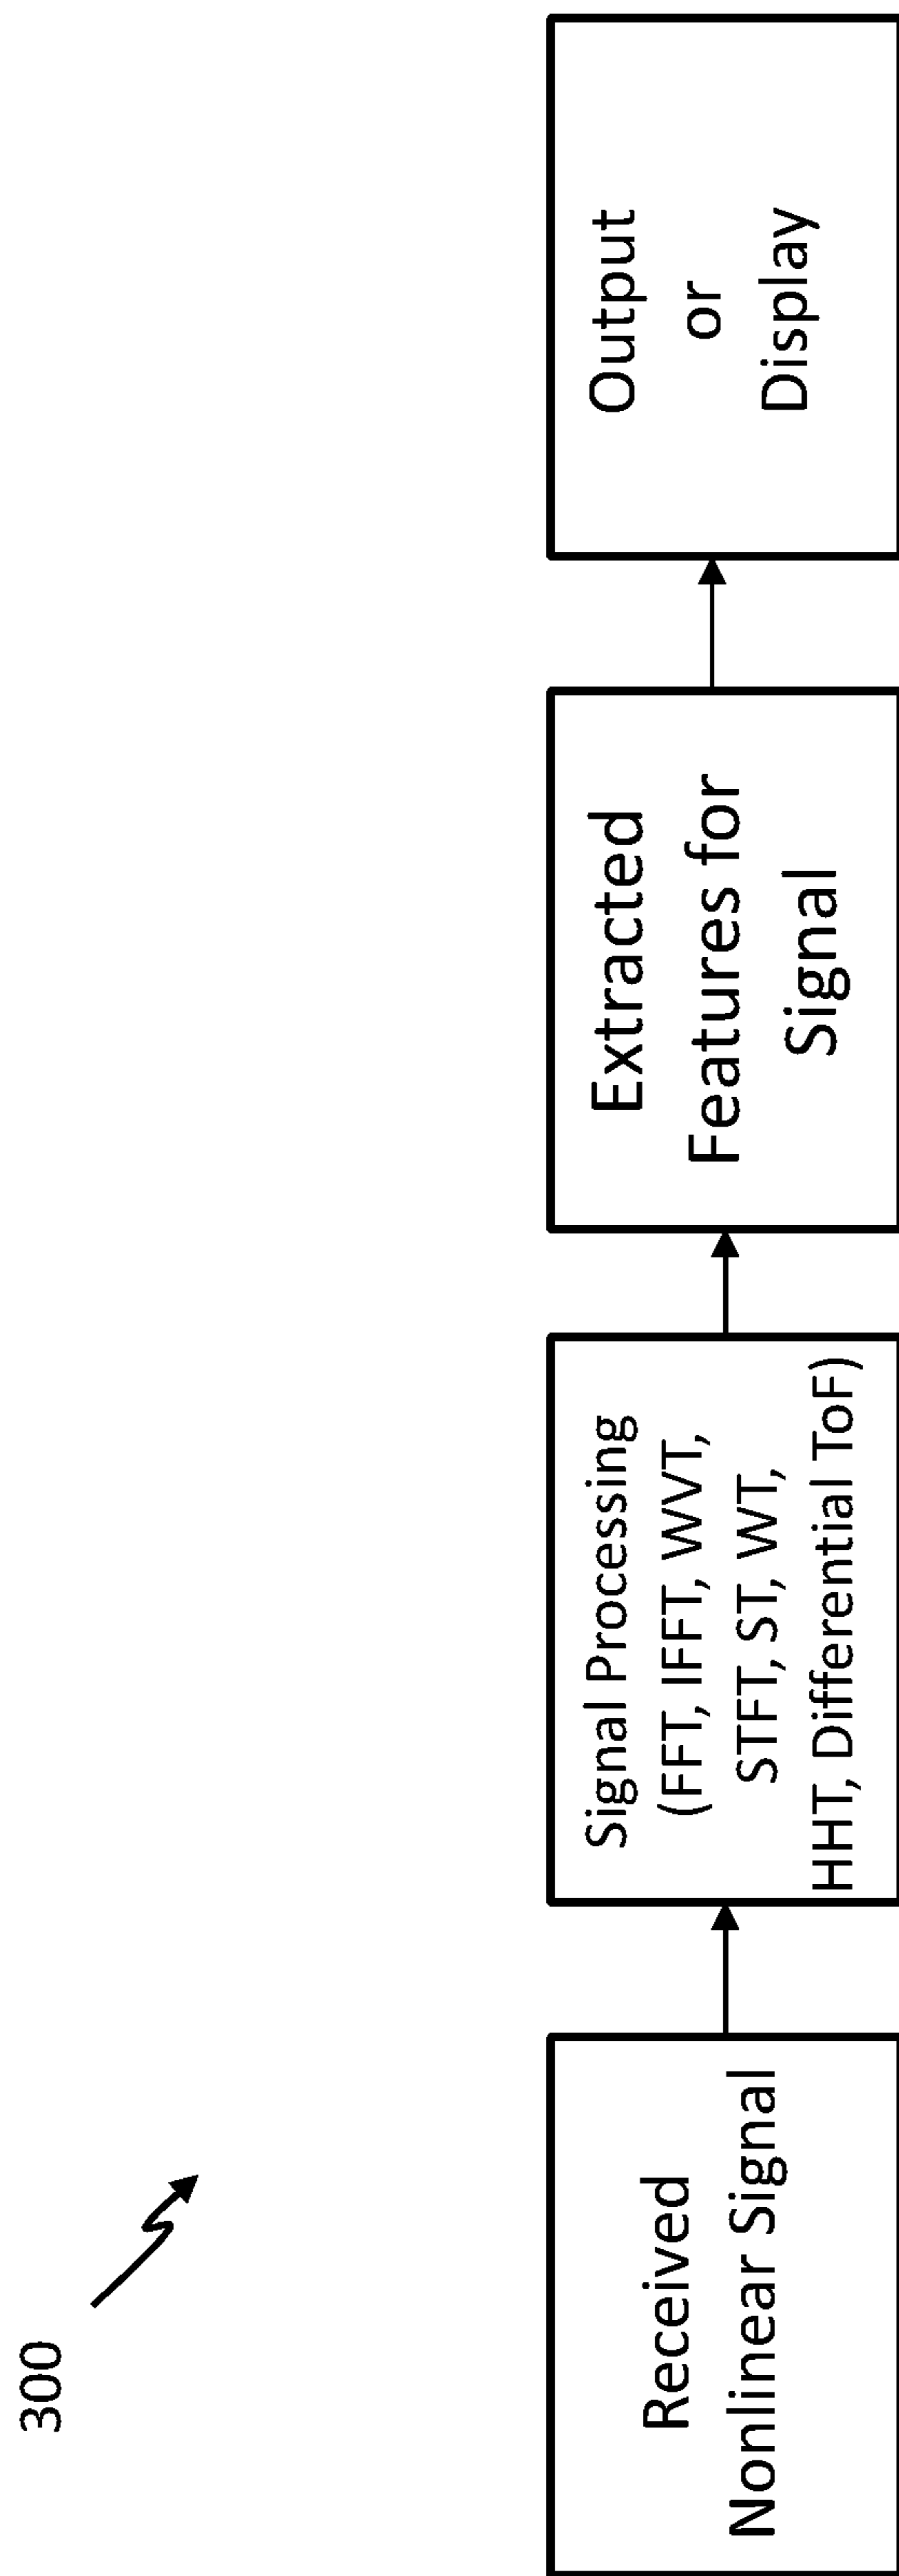 300
Received
Nonlinear Signal
Signal Processing
(FFT, IFFT, WVT,
STFT, ST, WT,
HHT, Differential ToF)
Extracted
Features for
Signal
Output
or
Display